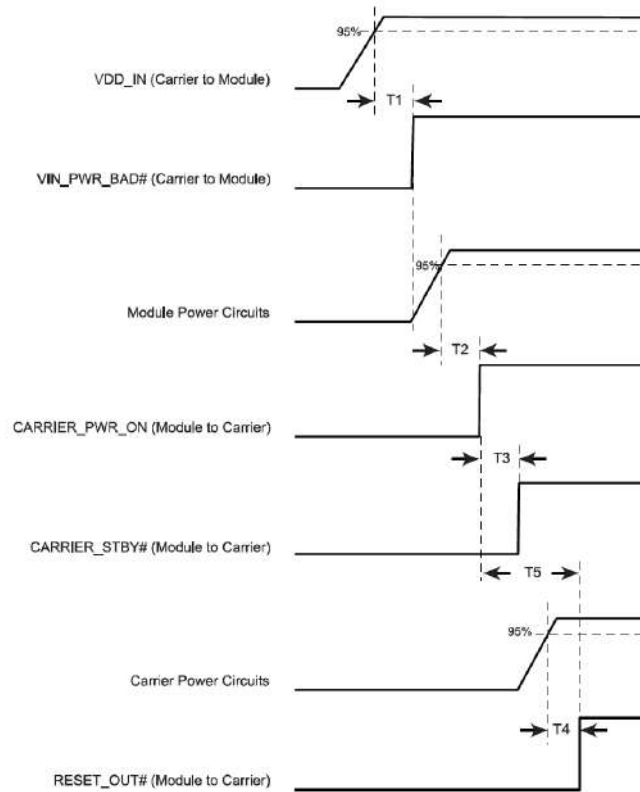 95%
VDD_IN (Carrier to Module)
T1
VIN_PWR_BAD# (Carrier to Module)
95%
Module Power Circuits
T2
CARRIER_PWR_ON (Module to Carrier)
T3
CARRIER_STBY# (Module to Carrier)
T5
95%
Carrier Power Circuits
T4
RESET_OUT# (Module to Carrier)